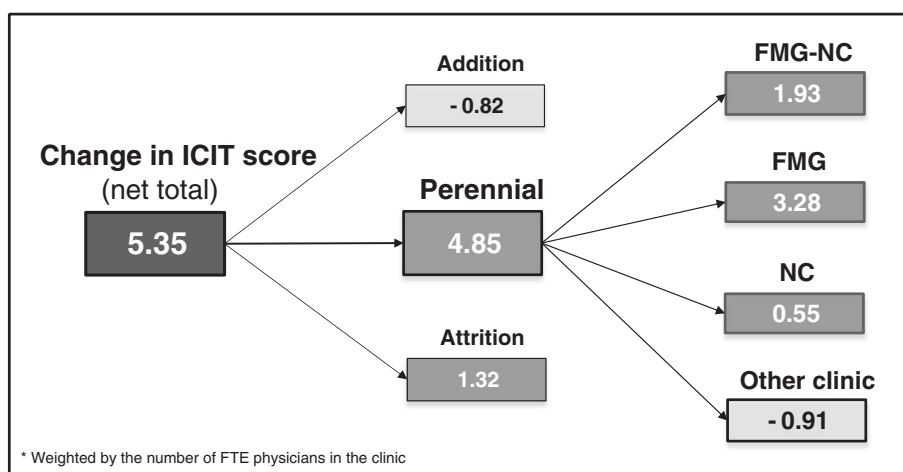 Change in ICIT score
(net total)
5.35
Addition
- 0.82
Perennial
4.85
Attrition
1.32
FMG-NC
1.93
FMG
3.28
NC
0.55
Other clinic
- 0.91
* Weighted by the number of FTE physicians in the clinic